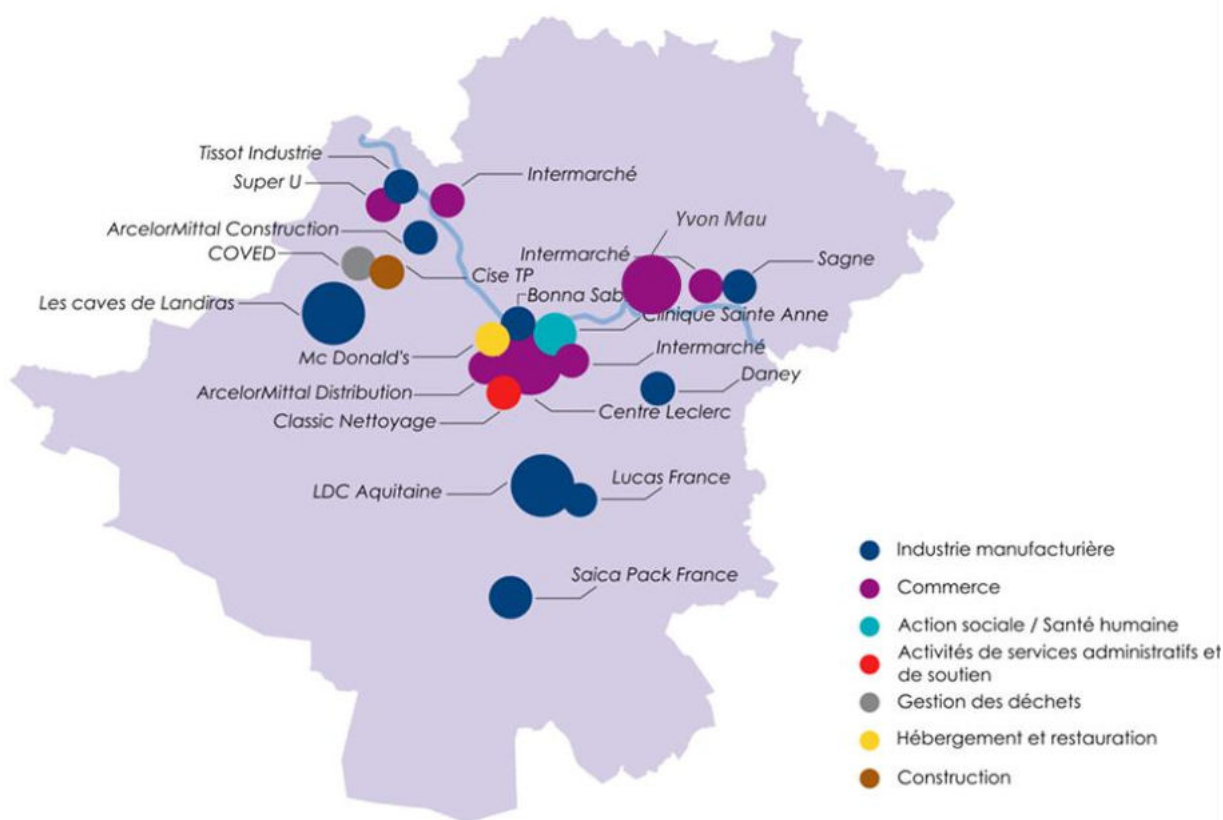 Tissot Industrie
Intermarché
Super U
Yvon Mau
ArcelorMittal Construction
COVED
Intermarché
Sagne
Cise TP
Les caves de Landiras
Bonna Sab
Clinique Sainte Anne
Mc Donald's
Intermarché
Daney
ArcelorMittal Distribution
Centre Leclerc
Classic Nettoyage
LDC Aquitaine
Lucas France
Saica Pack France
Industrie manufacturière
Commerce
Action sociale / Santé humaine
Activités de services administratifs et
de soutien
Gestion des déchets
Hébergement et restauration
Construction